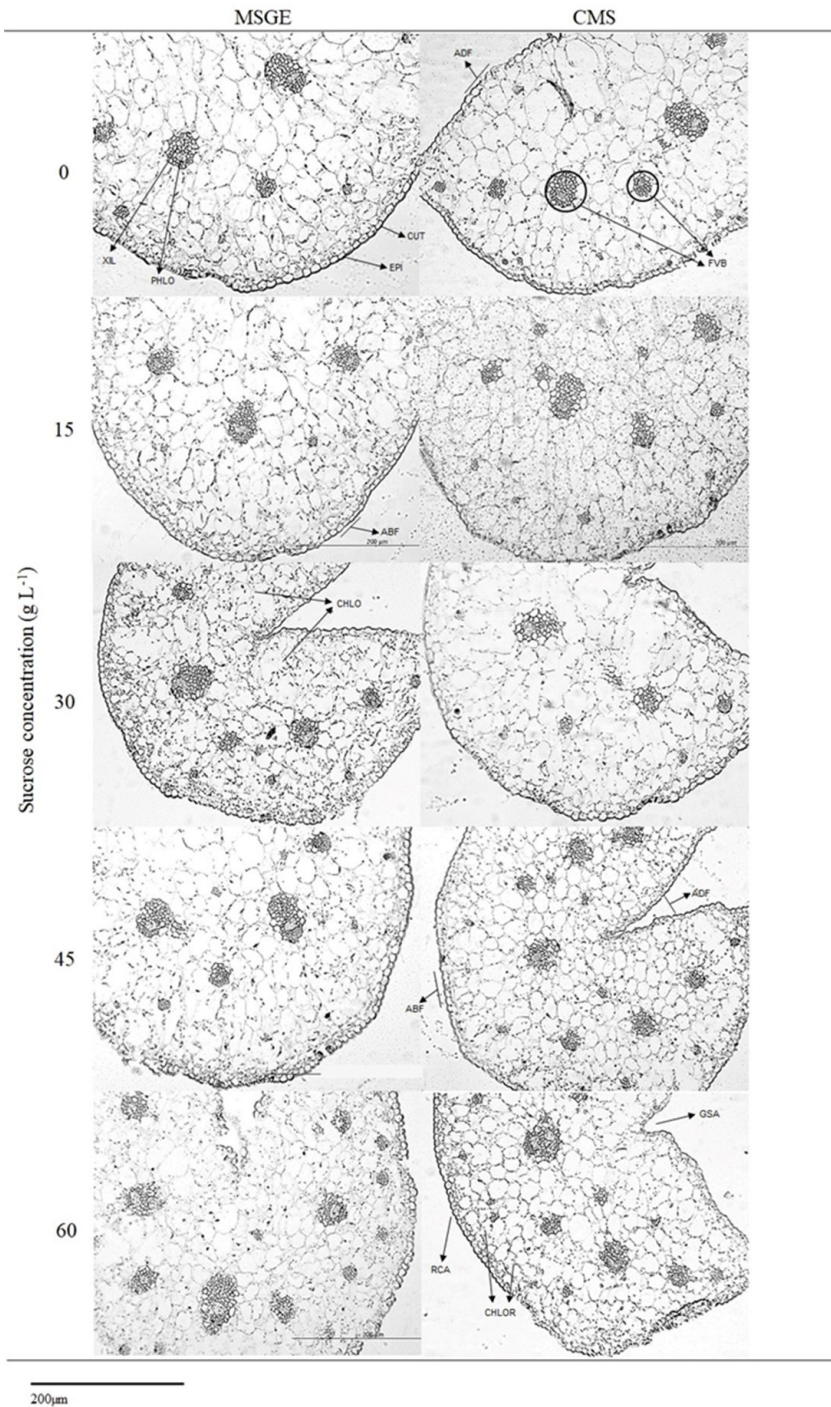 MSGE CMS
0
ADF
XIL
PHLO
CUT
EPI
FVB
15
ABF
200 µm
Sucrose concentration (g L-1)
30
CHLO
45
ADF
ABF
60
GSA
RCA
CHLOR
200µm